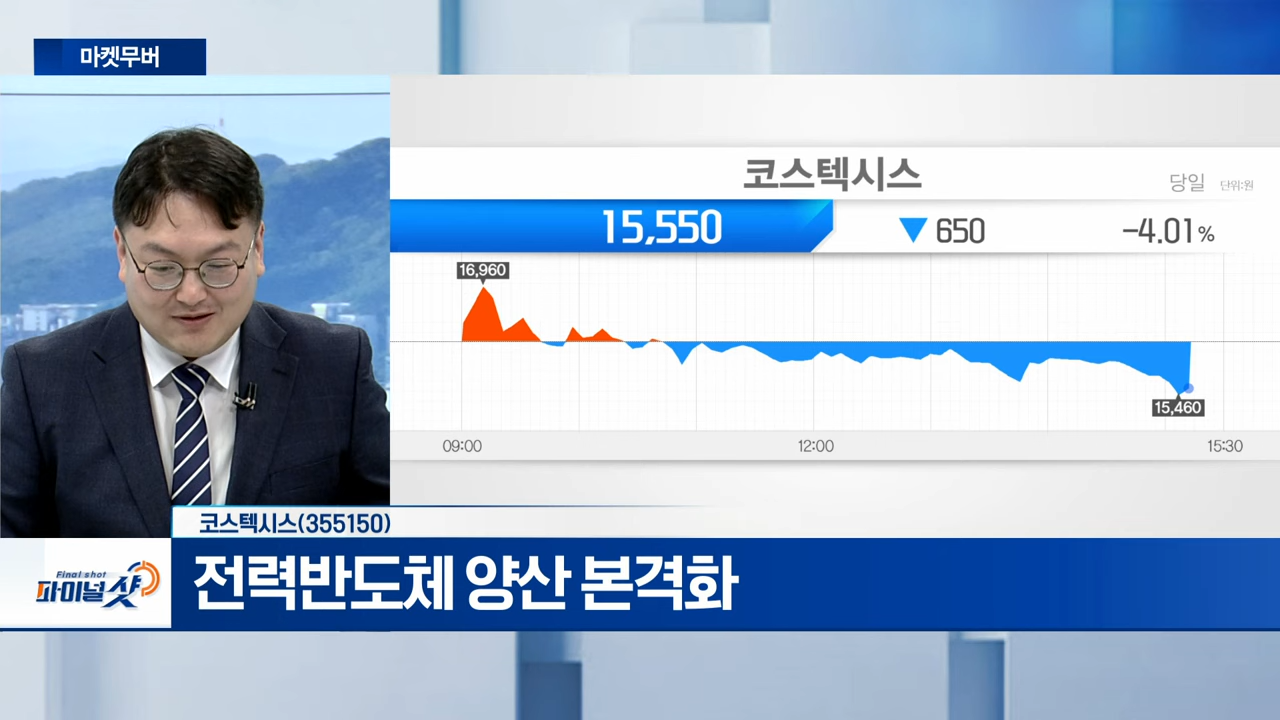 마켓무버
코스텍시스
당일 단위:원
15,550 ▼ 650 -4.01%
16,960
15,460
09:00 12:00 15:30
코스텍시스(355150)
Final shot
파이널샷
전력반도체 양산 본격화